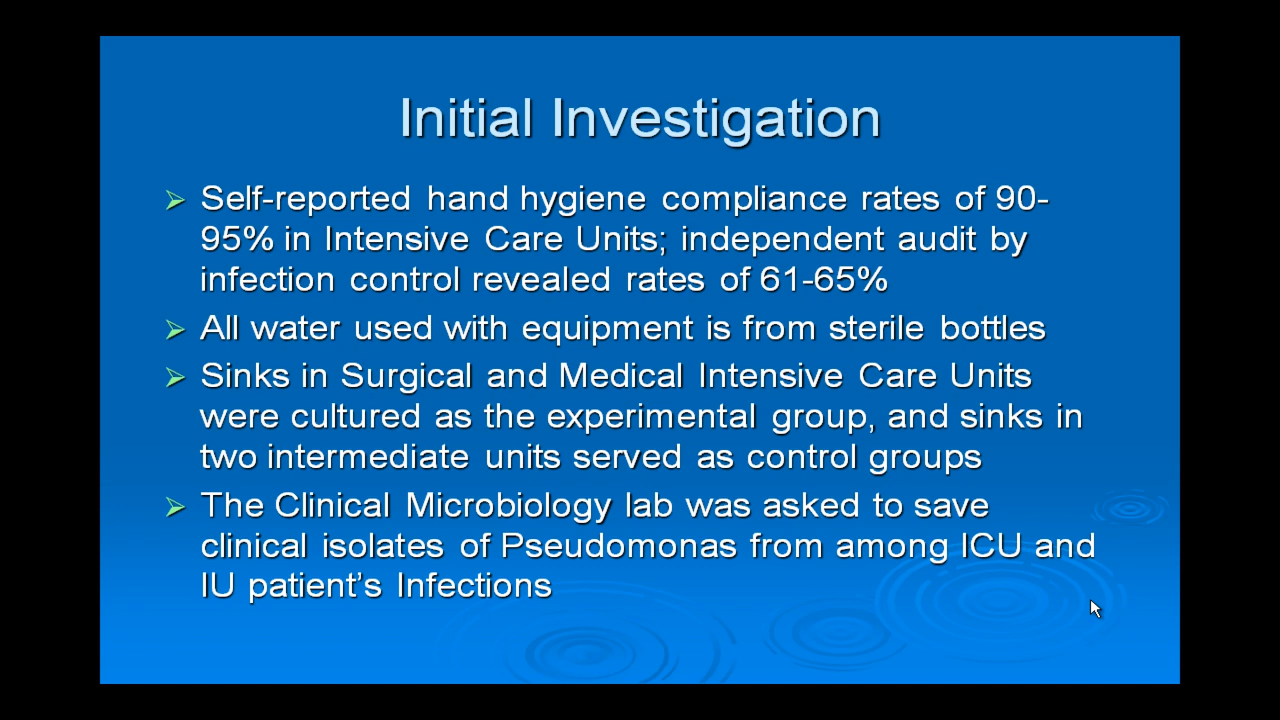 Initial Investigation
Self-reported hand hygiene compliance rates of 90-
95% in Intensive Care Units; independent audit by
infection control revealed rates of 61-65%
All water used with equipment is from sterile bottles
Sinks in Surgical and Medical Intensive Care Units
were cultured as the experimental group, and sinks in
two intermediate units served as control groups
The Clinical Microbiology lab was asked to save
clinical isolates of Pseudomonas from among ICU and
IU patient’s Infections